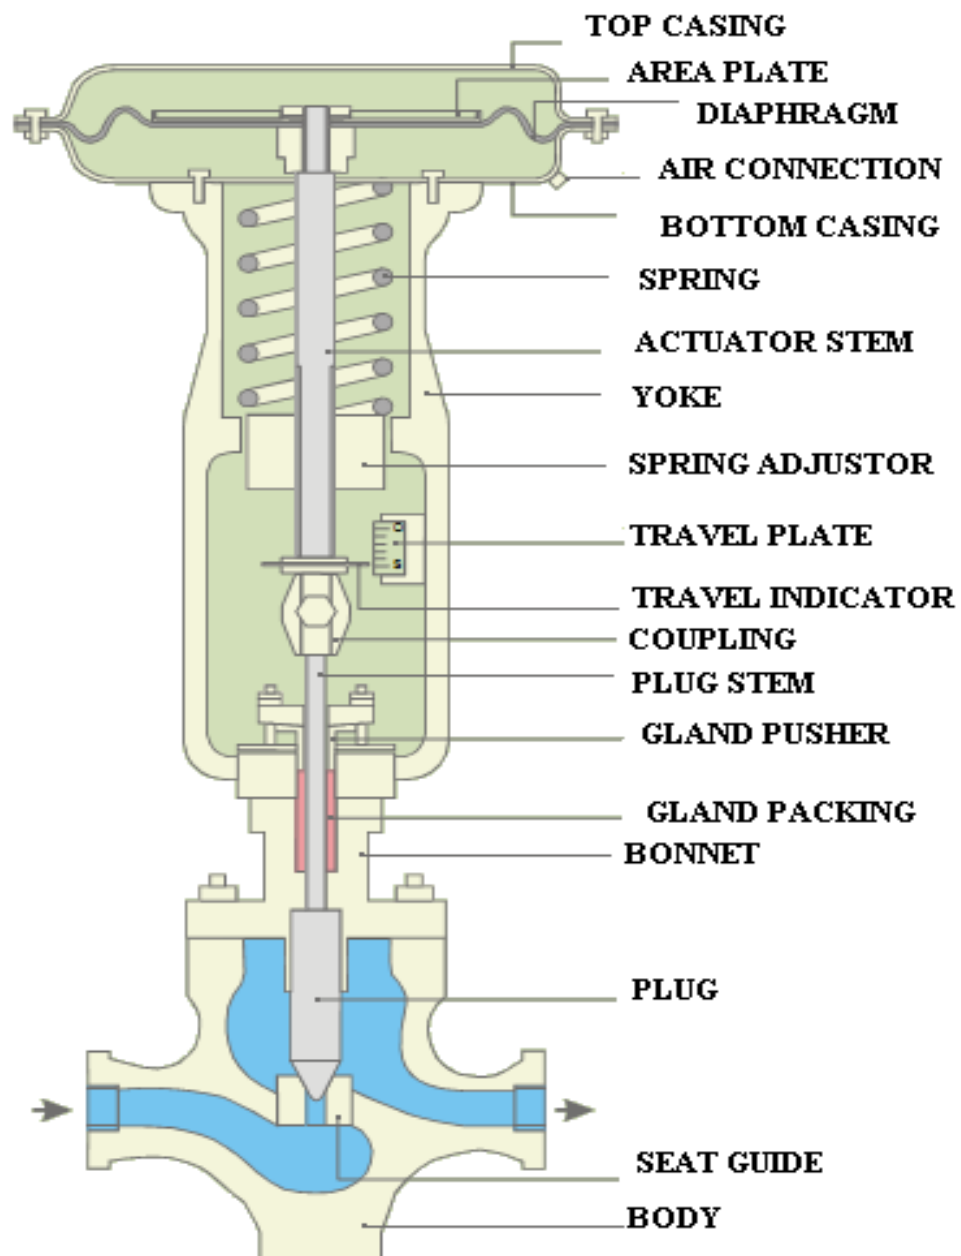 TOP CASING
AREA PLATE
DIAPHRAGM
AIR CONNECTION
BOTTOM CASING
SPRING
ACTUATOR STEM
YOKE
SPRING ADJUSTOR
O
TRAVEL PLATE
S
TRAVEL INDICATOR
COUPLING
PLUG STEM
GLAND PUSHER
GLAND PACKING
BONNET
PLUG
SEAT GUIDE
BODY